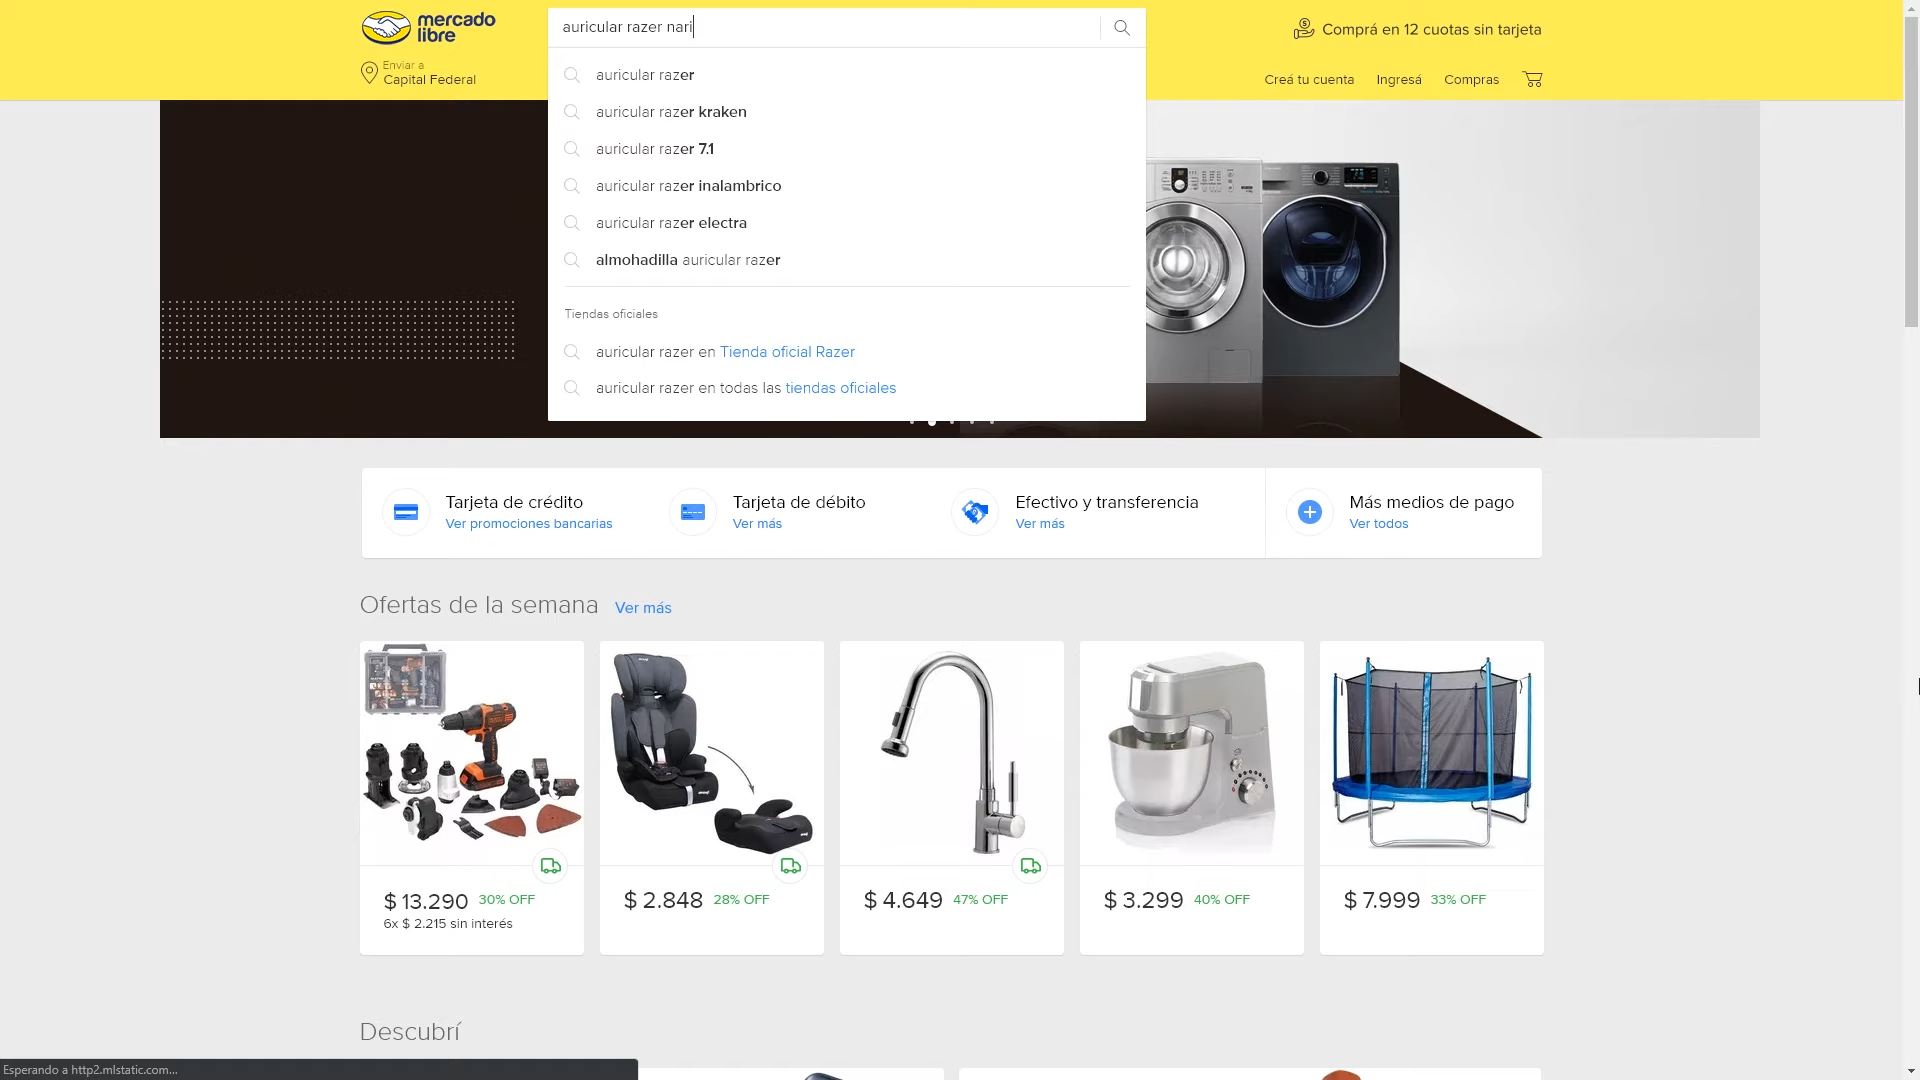 mercado
libre
auricular razer nari
Comprá en 12 cuotas sin tarjeta
Enviar a
Capital Federal
Creá tu cuenta
Ingresá
Compras
auricular razer
auricular razer kraken
auricular razer 7.1
auricular razer inalambrico
auricular razer electra
almohadilla auricular razer
Tiendas oficiales
auricular razer en Tienda oficial Razer
auricular razer en todas las tiendas oficiales
Tarjeta de crédito
Ver promociones bancarias
Tarjeta de débito
Ver más
Efectivo y transferencia
Ver más
Más medios de pago
Ver todos
Ofertas de la semana Ver más
$ 13.290 30% OFF
6x $ 2.215 sin interés
$ 2.848 28% OFF
$ 4.649 47% OFF
$ 3.299 40% OFF
$ 7.999 33% OFF
Descubrí
Esperando a http2.mlstatic.com...